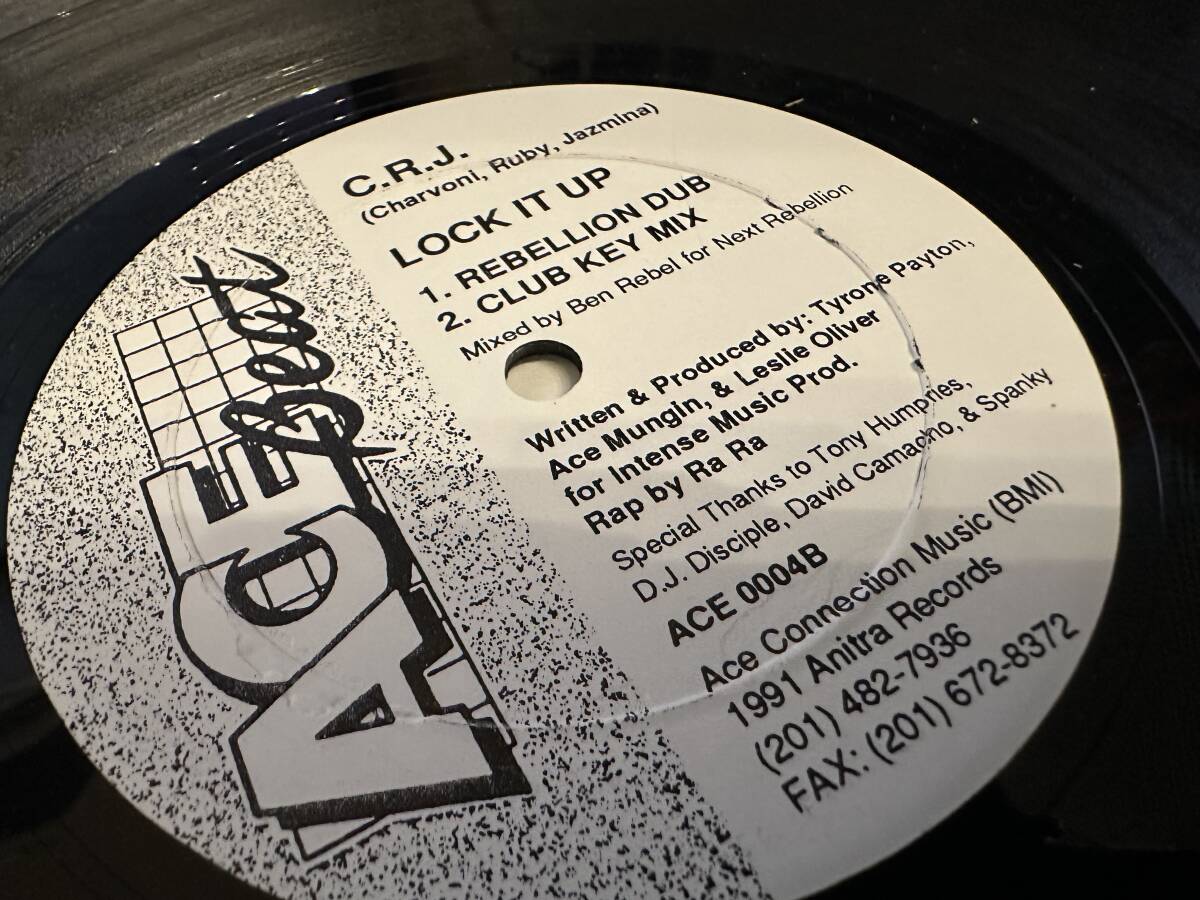 ACE beat
C.R.J.
(Charvoni, Ruby, Jazmina)
LOCK IT UP
1. REBELLION DUB
2. CLUB KEY MIX
Mixed by Ben Rebel for Next Rebellion
Written & Produced by: Tyrone Payton,
Ace Mungin, & Leslie Oliver
for Intense Music Prod.
Rap by Ra Ra
Special Thanks to Tony Humpries,
D.J. Disciple, David Camacho, & Spanky
ACE 0004B
Ace Connection Music (BMI)
1991 Anitra Records
(201) 482-7936
FAX: (201) 672-8372